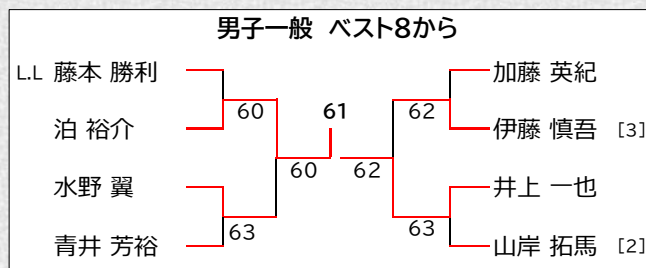 男子一般 ベスト8から
L.L 藤本 勝利
加藤 英紀
60
61
62
泊 裕介
伊藤 慎吾 [3]
水野 翼
60
62
井上 一也
63
63
青井 芳裕
山岸 拓馬 [2]